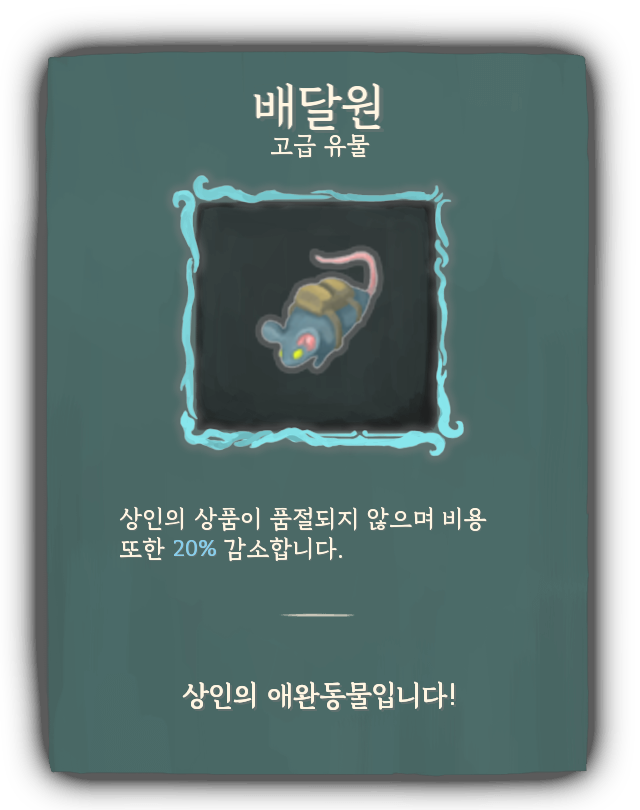 배달원
고급 유물
상인의 상품이 품절되지 않으며 비용
또한 20% 감소합니다.
상인의 애완동물입니다!